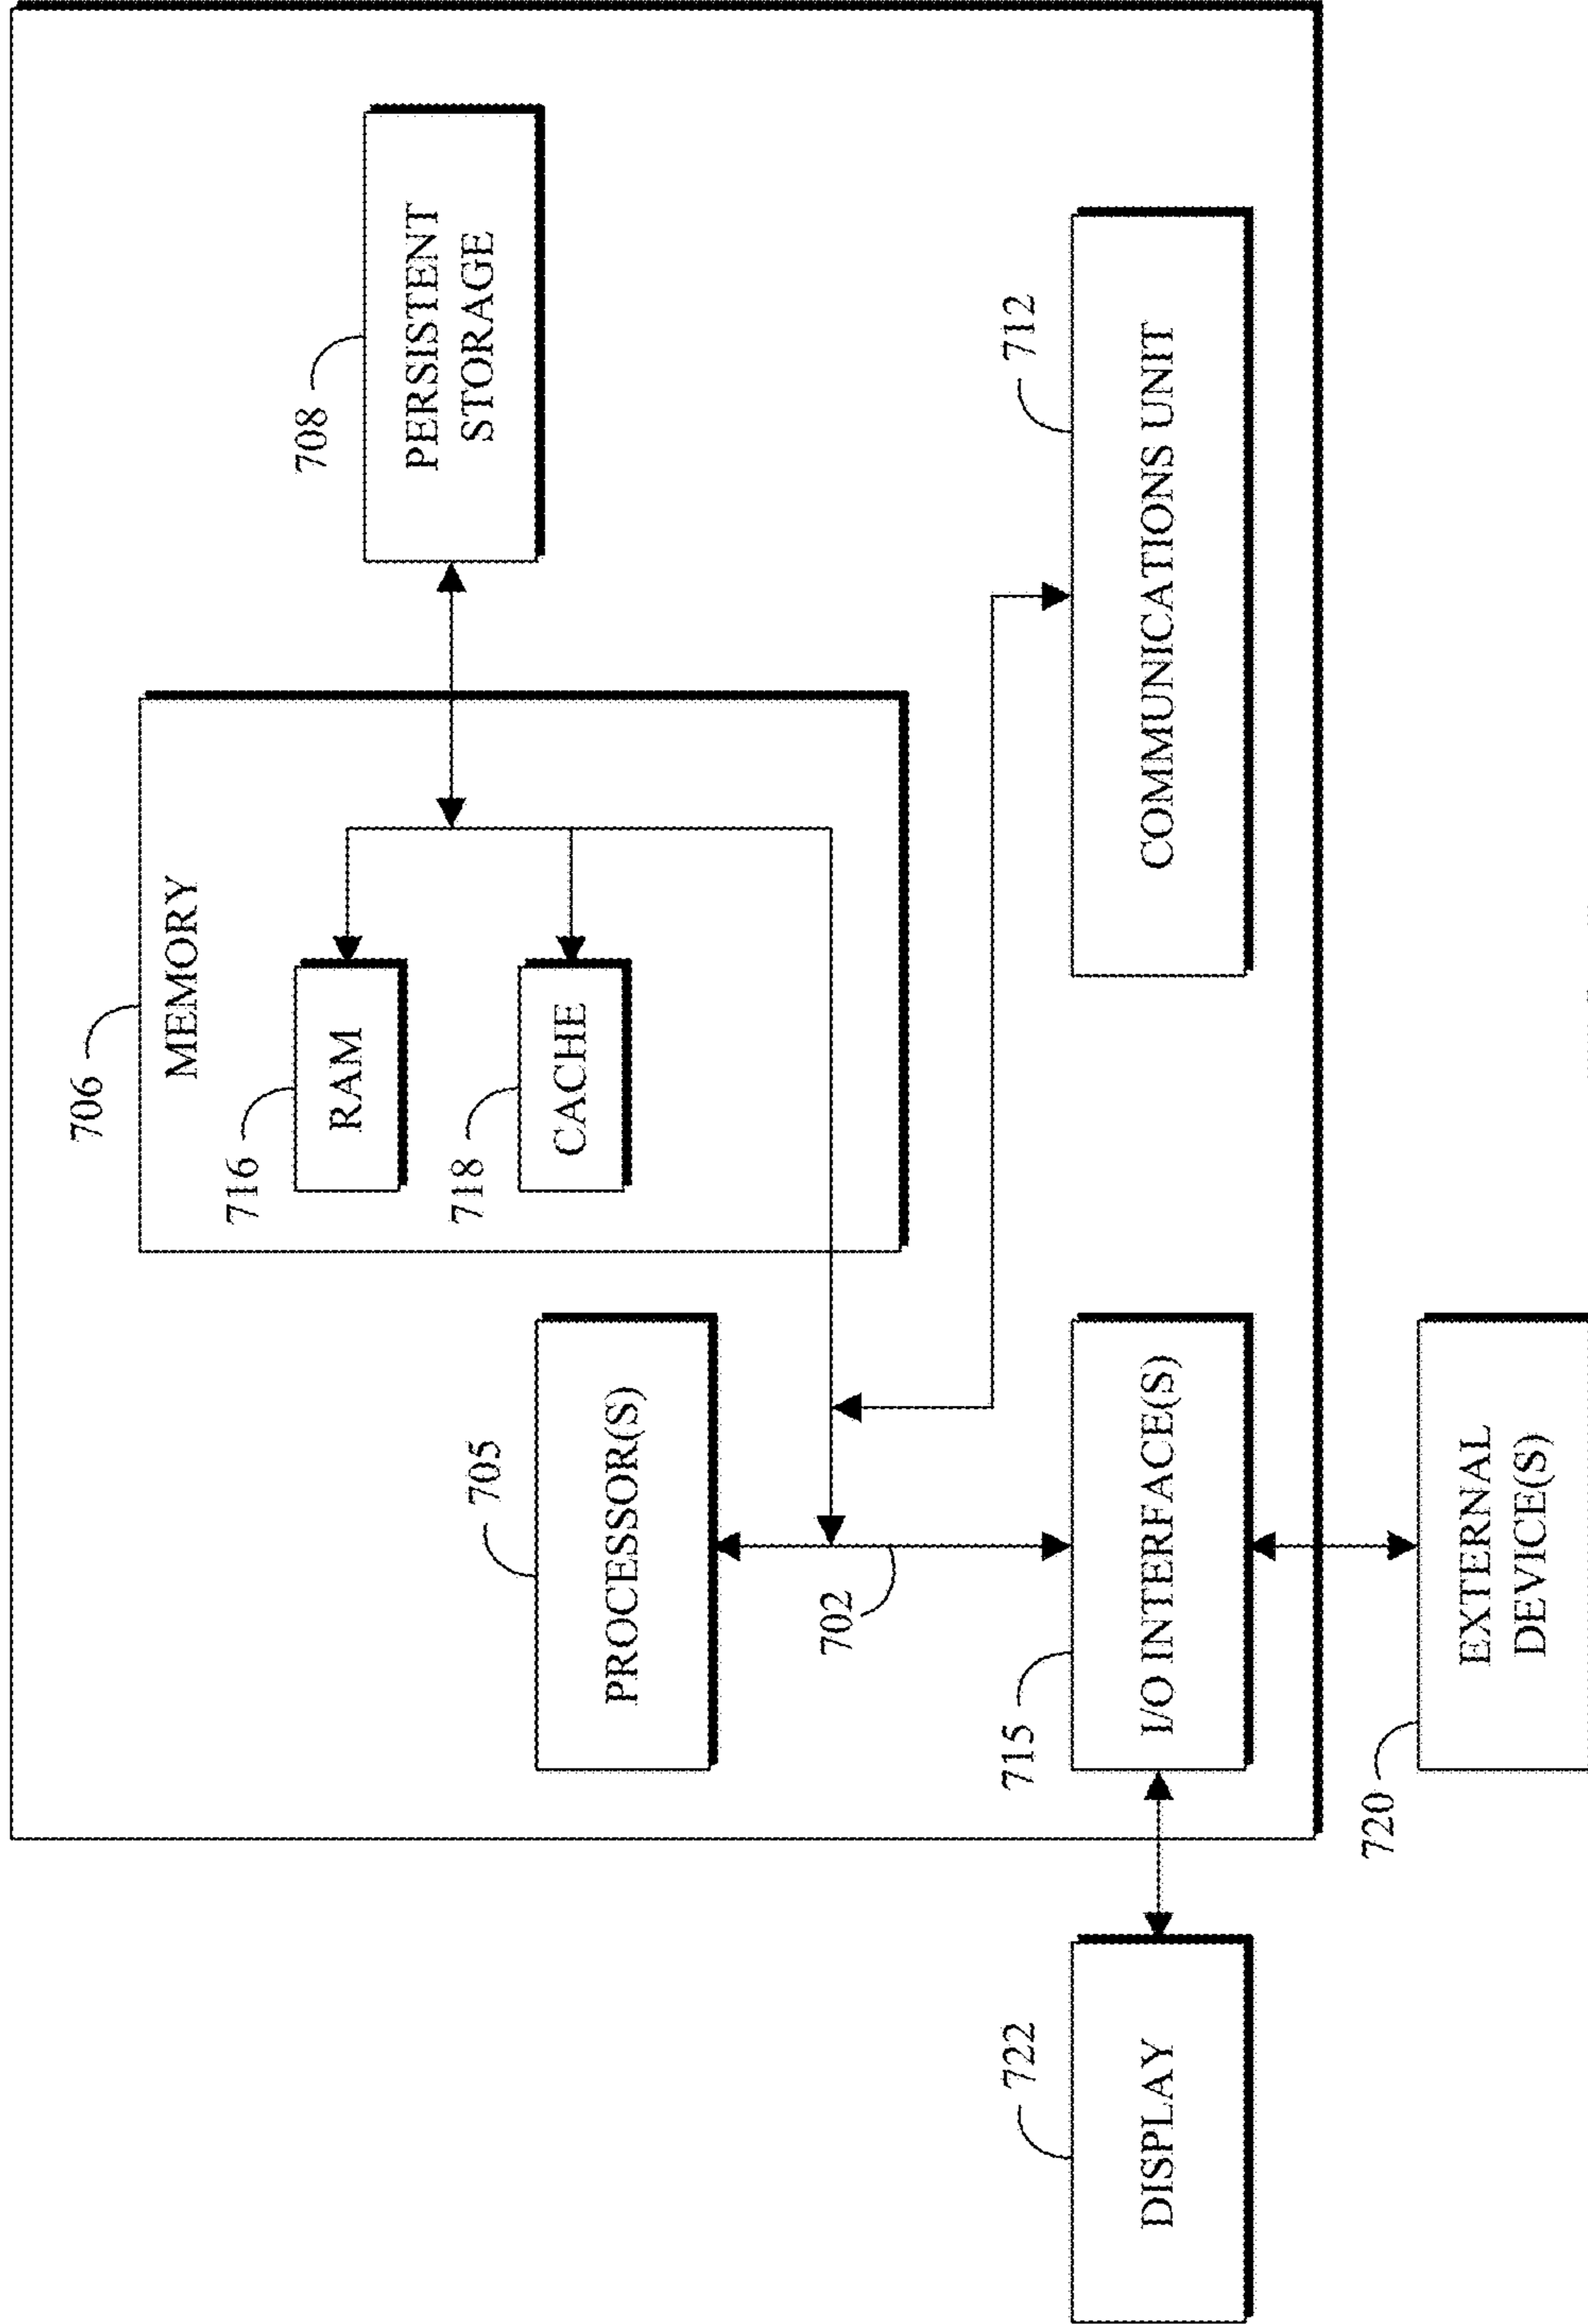 706
MEMORY
716
RAM
718
CACHE
708
PERSISTENT
STORAGE
705
PROCESSOR(S)
702
715
I/O INTERFACE(S)
712
COMMUNICATIONS UNIT
722
DISPLAY
720
EXTERNAL
DEVICE(S)